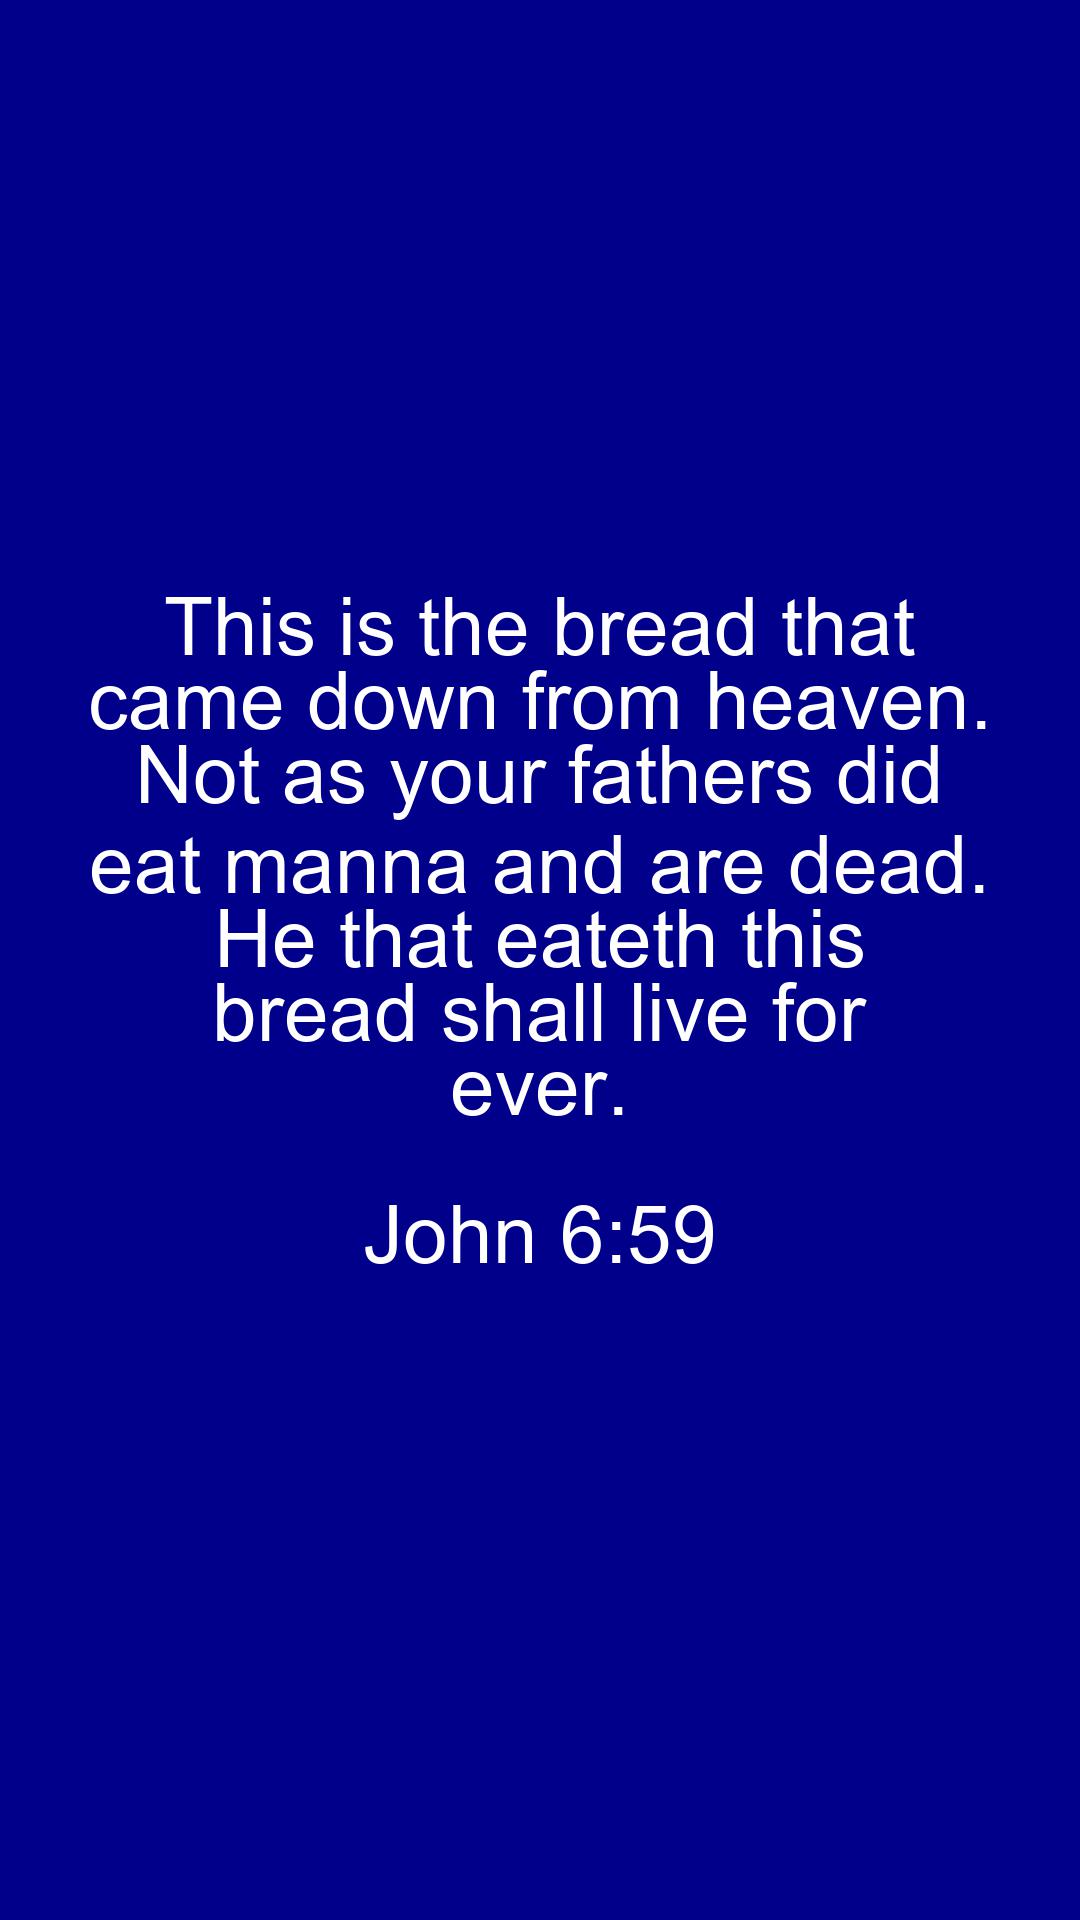 This is the bread that
came down from heaven.
Not as your fathers did
eat manna and are dead.
He that eateth this
bread shall live for
ever.
John 6:59